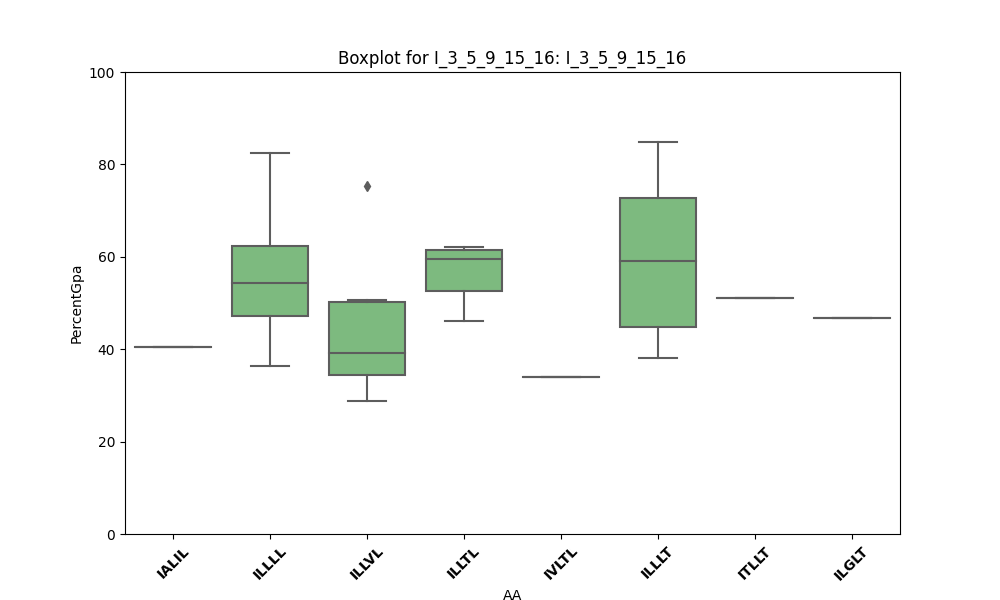 Boxplot for I_3_5_9_15_16: I_3_5_9_15_16
100
80
60
40
20
0
PercentGpa
IALIL
ILLLL
ILLVL
ILLTL
IVLTL
ILLLT
ITLLT
ILGLT
AA